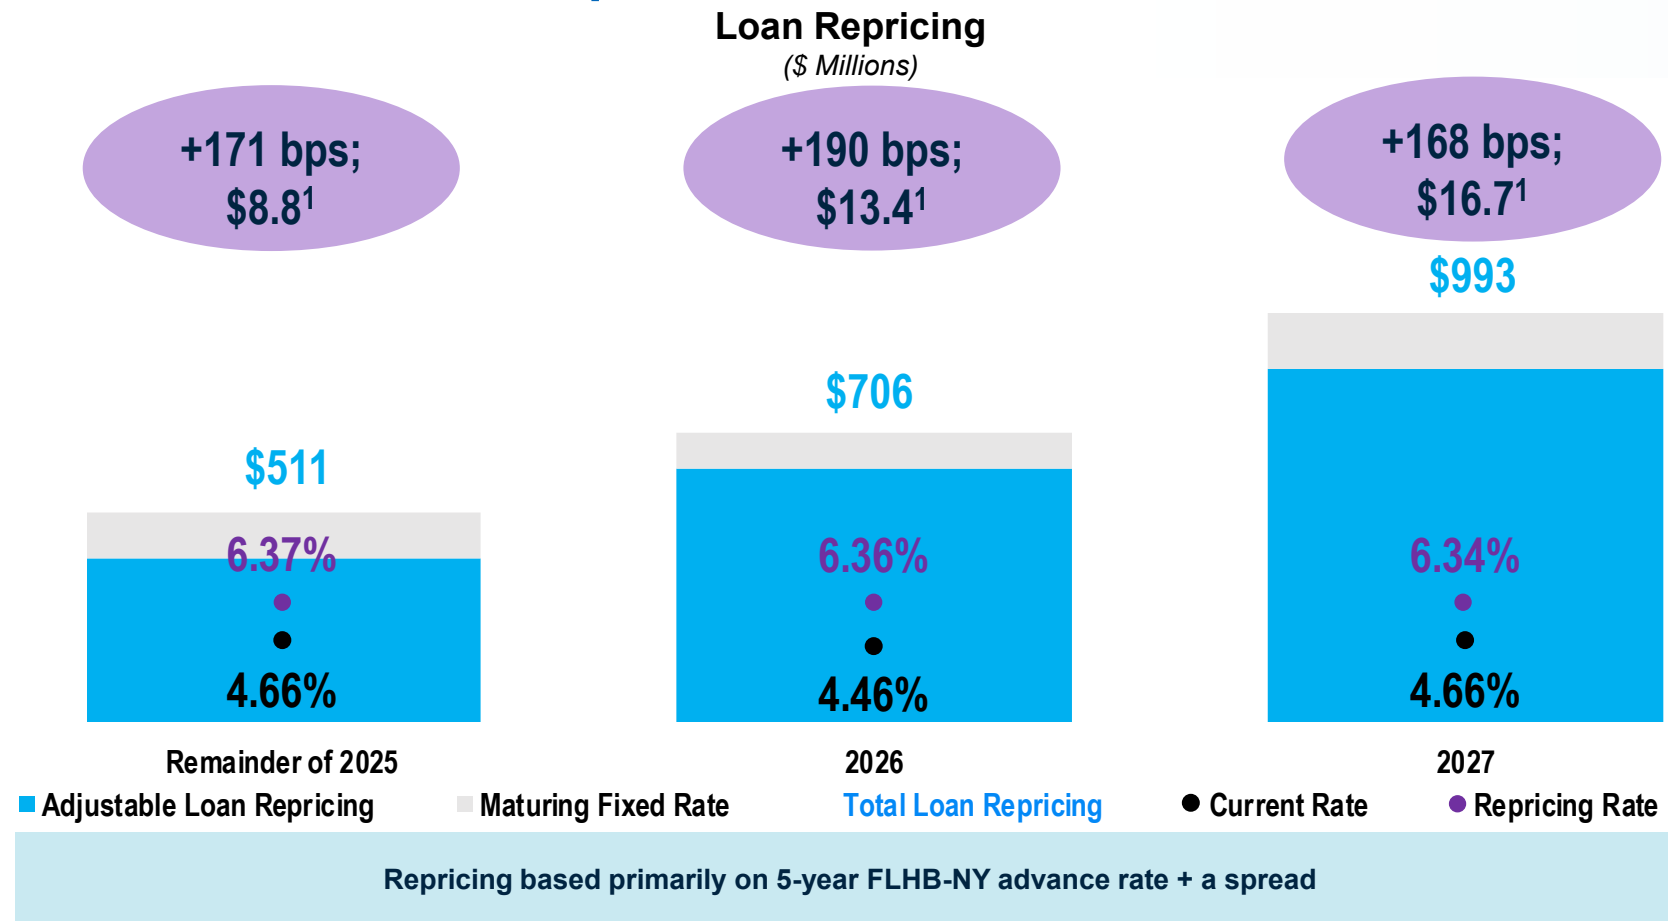 Loan Repricing
($ Millions)
+171 bps;
$8.8¹
+190 bps;
$13.4¹
+168 bps;
$16.7¹
$511
$706
$993
6.37%
6.36%
6.34%
4.66%
4.46%
4.66%
Remainder of 2025
2026
2027
Adjustable Loan Repricing
Maturing Fixed Rate
Total Loan Repricing
Current Rate
Repricing Rate
Repricing based primarily on 5-year FLHB-NY advance rate + a spread